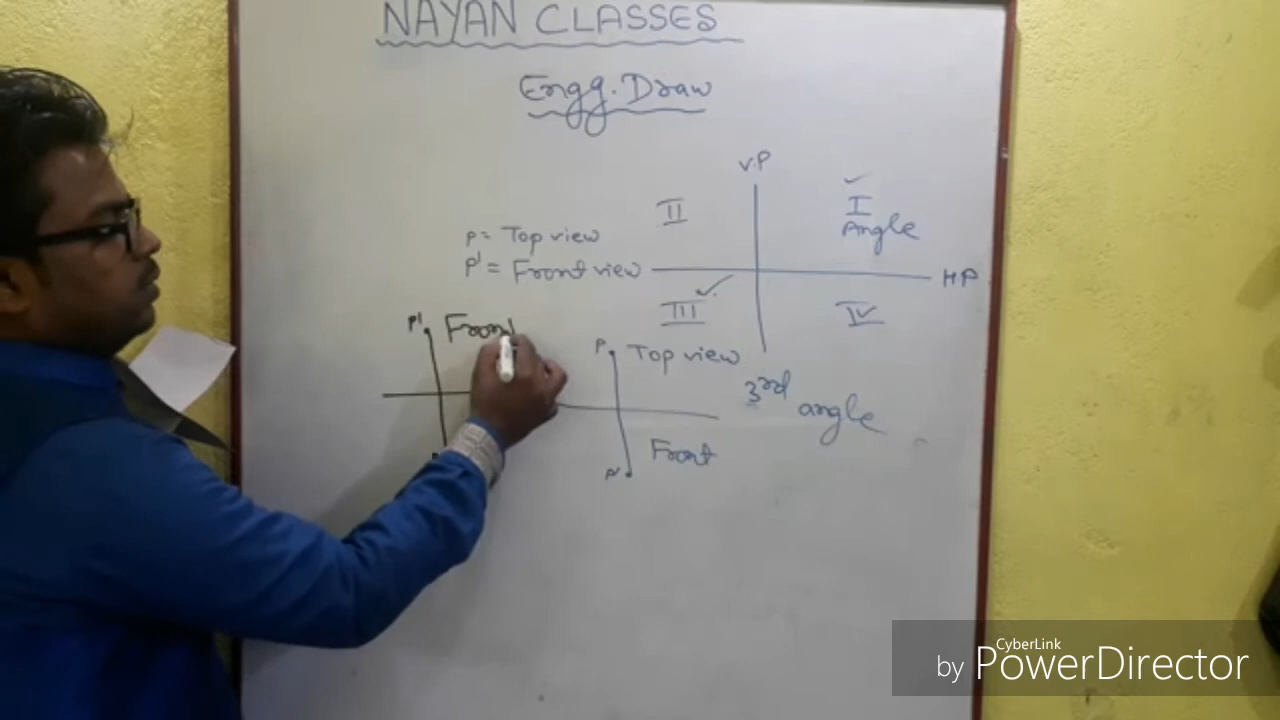 NAYAN CLASSES
Engg. Draw
V.P
II
I
Angle
P = Top view
P' = Front view
HP
III
IV
P'
Front
P
Top view
3rd angle
Front
P'
CyberLink
by PowerDirector